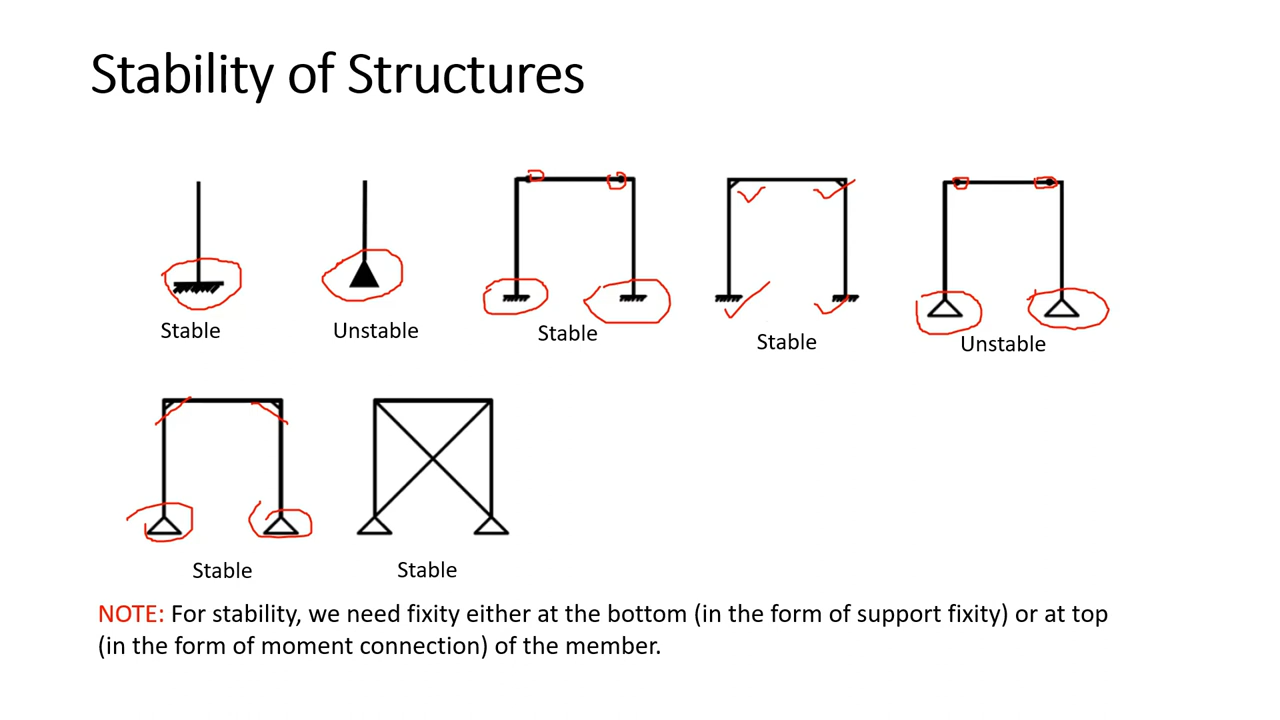 Stability of Structures
Stable
Unstable
Stable
Stable
Unstable
Stable
Stable
NOTE: For stability, we need fixity either at the bottom (in the form of support fixity) or at top
(in the form of moment connection) of the member.